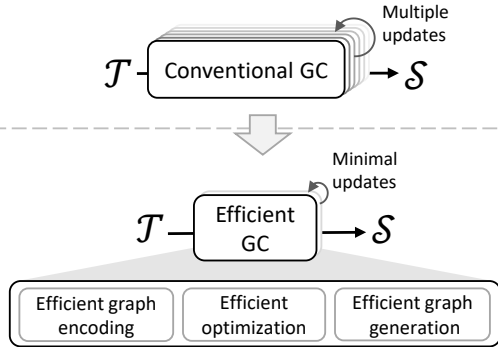 Multiple
updates
𝒯 Conventional GC 𝒮
Minimal
updates
𝒯 Efficient 𝒮
GC
Efficient graph
encoding
Efficient
optimization
Efficient graph
generation